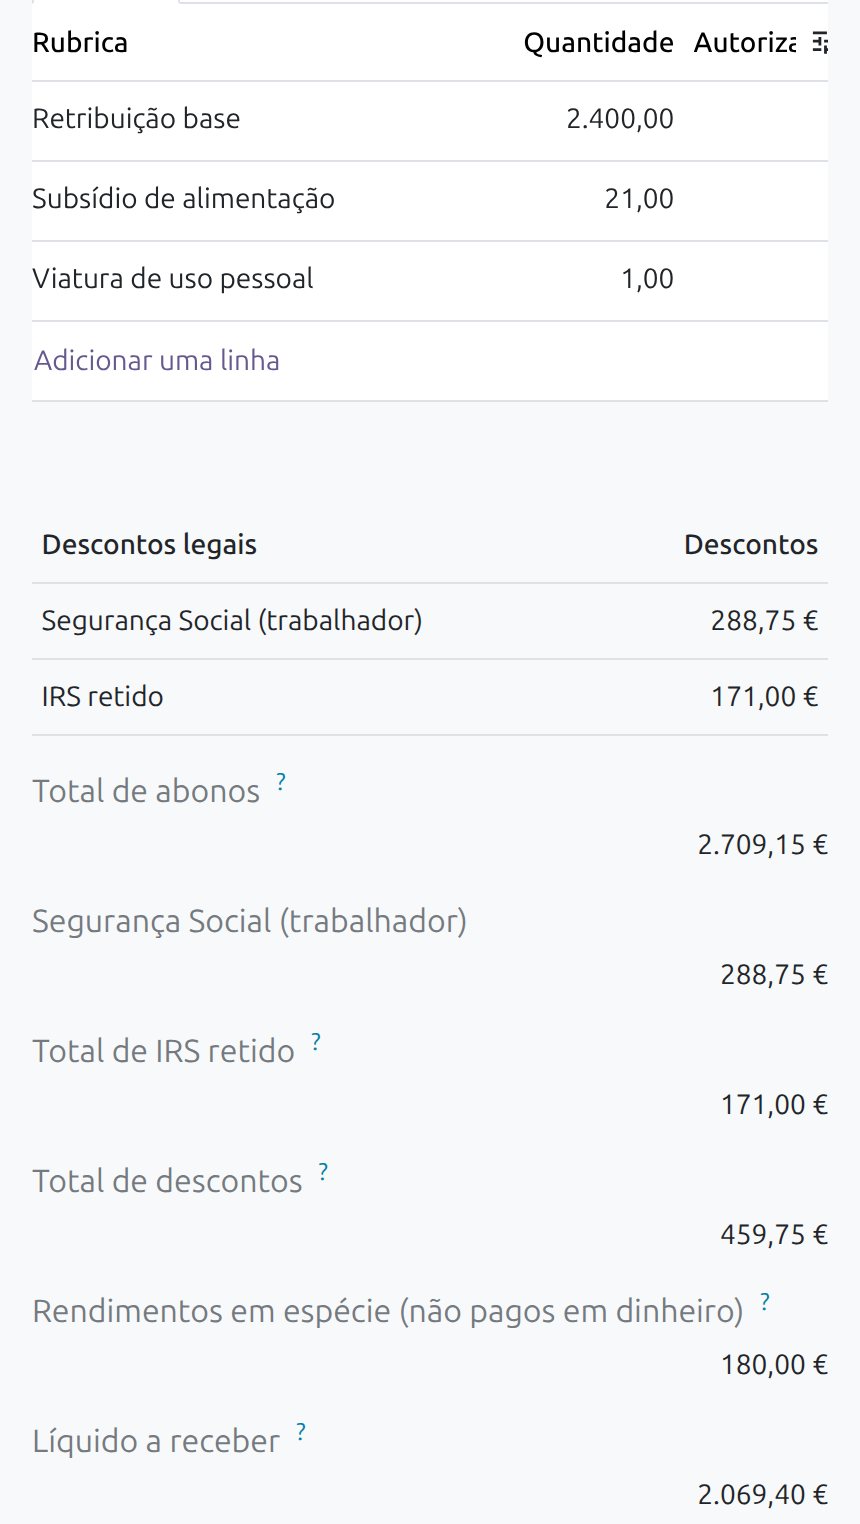 Rubrica Quantidade Autoriza
Retribuição base 2.400,00
Subsídio de alimentação 21,00
Viatura de uso pessoal 1,00
Adicionar uma linha
Descontos legais Descontos
Segurança Social (trabalhador) 288,75 €
IRS retido 171,00 €
Total de abonos ?
2.709,15 €
Segurança Social (trabalhador)
288,75 €
Total de IRS retido ?
171,00 €
Total de descontos ?
459,75 €
Rendimentos em espécie (não pagos em dinheiro) ?
180,00 €
Líquido a receber ?
2.069,40 €